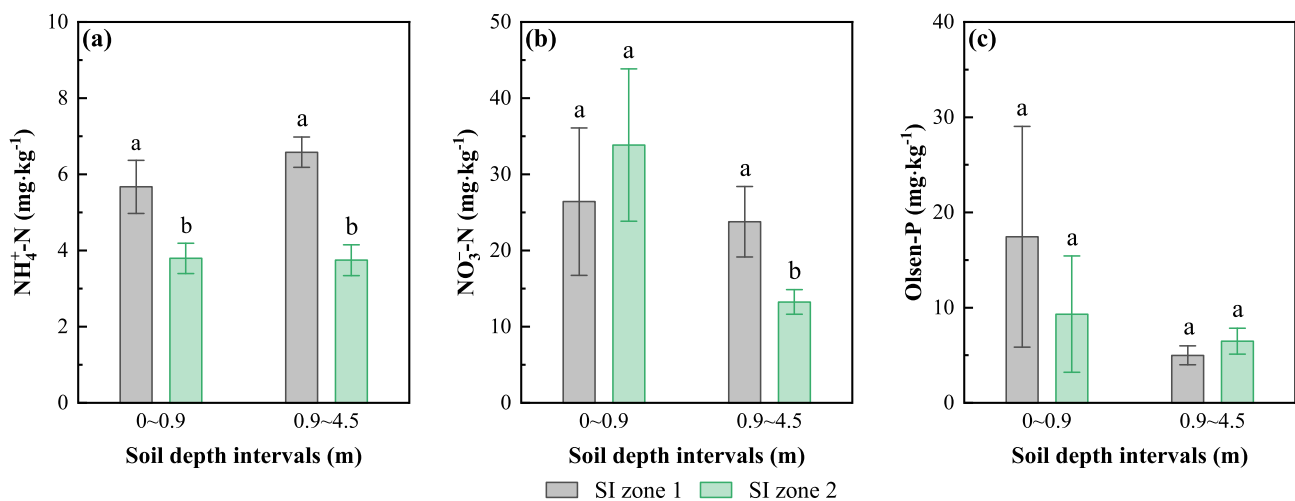 (a)
10
8
6
4
2
0
NH₄⁺-N (mg·kg⁻¹)
a
b
a
b
0~0.9
0.9~4.5
Soil depth intervals (m)
(b)
50
40
30
20
10
0
NO₃⁻-N (mg·kg⁻¹)
a
a
a
b
0~0.9
0.9~4.5
Soil depth intervals (m)
(c)
40
30
20
10
0
Olsen-P (mg·kg⁻¹)
a
a
a
a
0~0.9
0.9~4.5
Soil depth intervals (m)
SI zone 1
SI zone 2